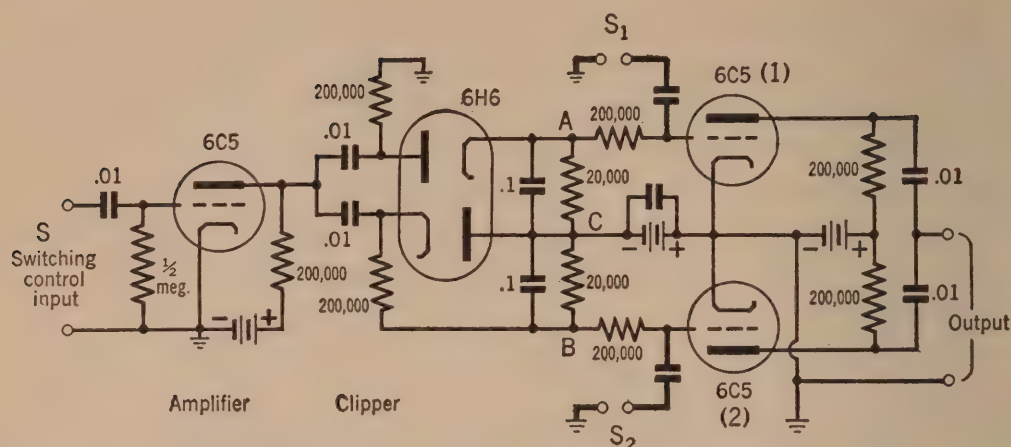 S₁
6C5 (1)
200,000
6H6
A
200,000
6C5
.01
.01
200,000
.01
.1
20,000
S
Switching
control
input
½
meg.
.01
C
- +
- +
200,000
200,000
.1
20,000
200,000
.01
Output
- +
B
200,000
6C5
(2)
Amplifier
Clipper
S₂